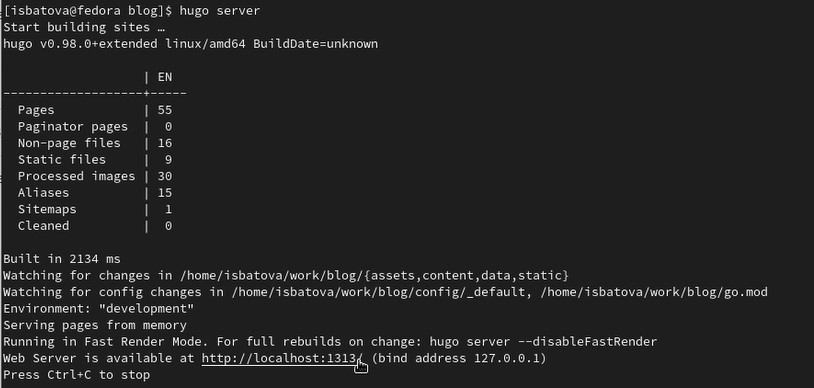 [isbatova@fedora blog]$ hugo server
Start building sites …
hugo v0.98.0+extended linux/amd64 BuildDate=unknown
                   | EN
-------------------+-----
  Pages            | 55
  Paginator pages  |  0
  Non-page files   | 16
  Static files     |  9
  Processed images | 30
  Aliases          | 15
  Sitemaps         |  1
  Cleaned          |  0
Built in 2134 ms
Watching for changes in /home/isbatova/work/blog/{assets,content,data,static}
Watching for config changes in /home/isbatova/work/blog/config/_default, /home/isbatova/work/blog/go.mod
Environment: "development"
Serving pages from memory
Running in Fast Render Mode. For full rebuilds on change: hugo server --disableFastRender
Web Server is available at http://localhost:1313/ (bind address 127.0.0.1)
Press Ctrl+C to stop